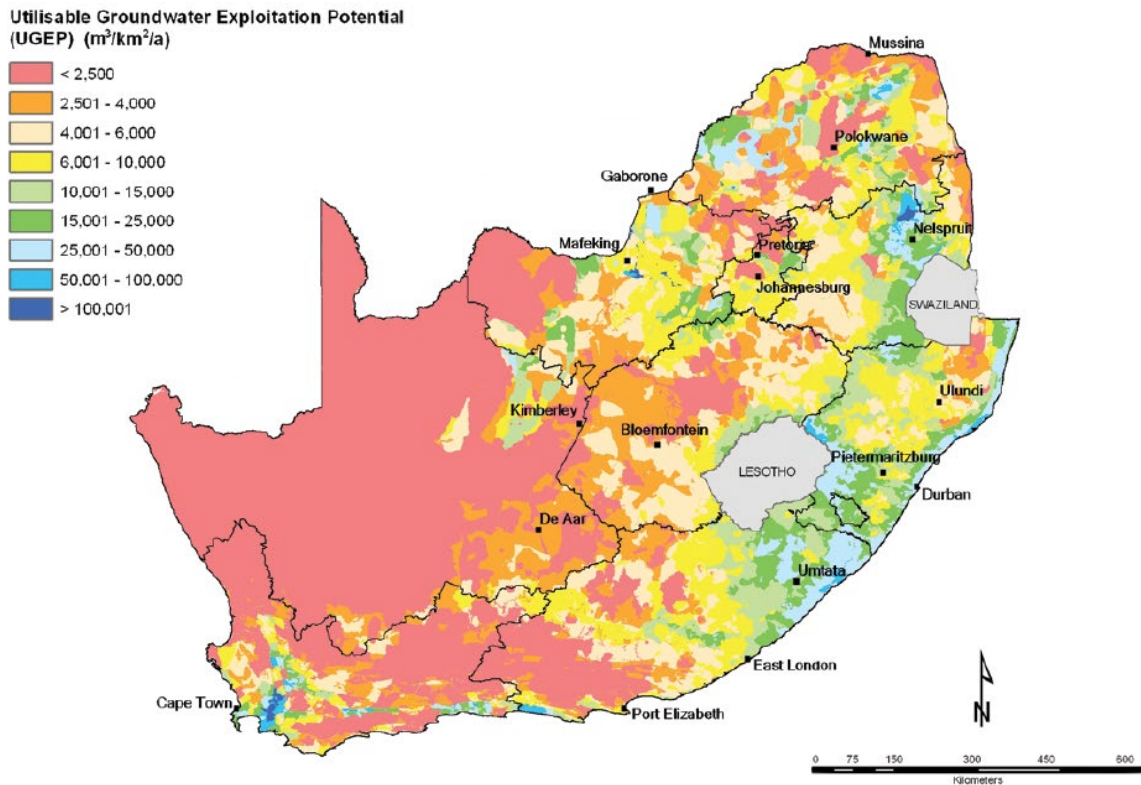 Utilisable Groundwater Exploitation Potential
(UGEP) (m³/km²/a)
< 2,500
2,501 - 4,000
4,001 - 6,000
6,001 - 10,000
10,001 - 15,000
15,001 - 25,000
25,001 - 50,000
50,001 - 100,000
> 100,001
Mussina
Polokwane
Gaborone
Nelspruit
Mafeking
Pretoria
Johannesburg
SWAZILAND
Ulundi
Kimberley
Bloemfontein
Pietermaritzburg
LESOTHO
Durban
De Aar
Umtata
East London
Cape Town
Port Elizabeth
N
0 75 150 300 450 600
Kilometers